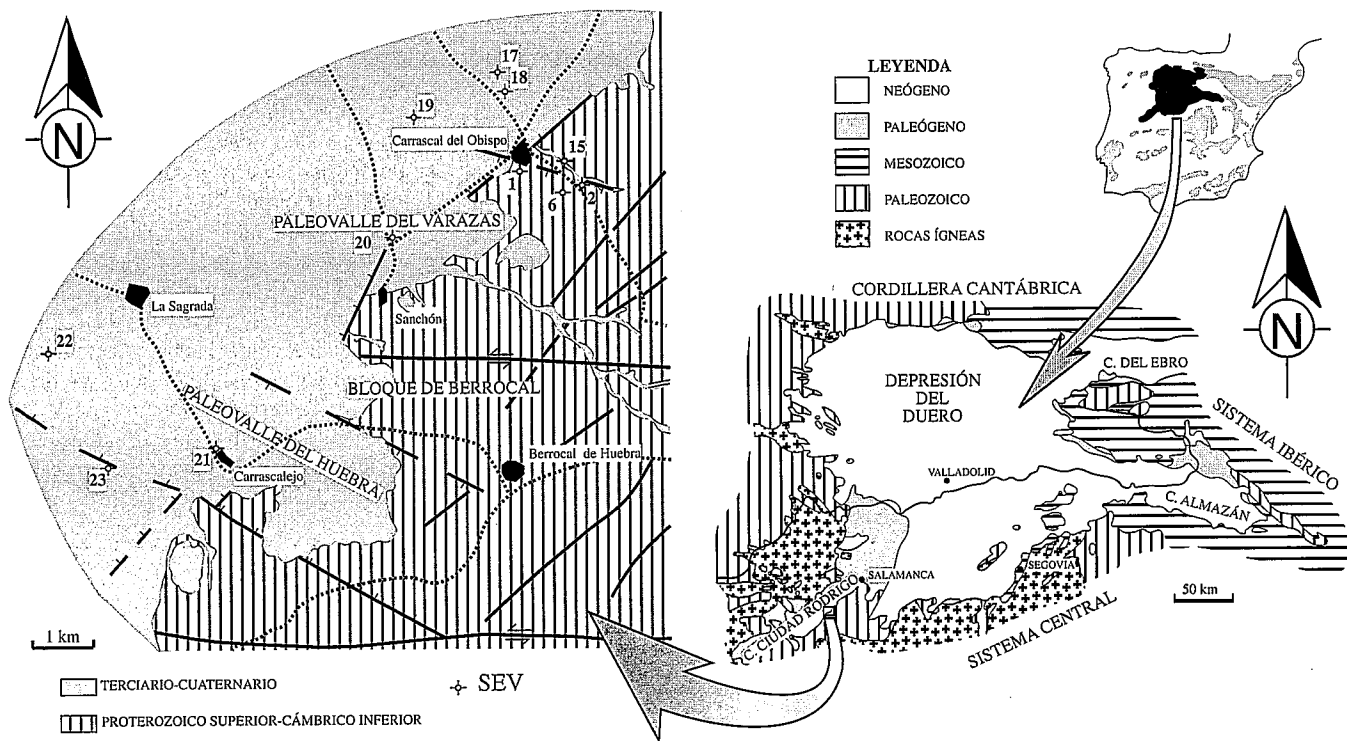 N
17
18
19
Carrascal del Obispo
15
1
6
2
PALEOVALLE DEL VARAZAS
20
La Sagrada
Sanchón
22
BLOQUE DE BERROCAL
PALEOVALLE DEL HUEBRA
21
Carrascalejo
23
Berrocal de Huebra
1 km
TERCIARIO-CUATERNARIO
SEV
PROTEROZOICO SUPERIOR-CÁMBRICO INFERIOR
LEYENDA
NEÓGENO
PALEÓGENO
MESOZOICO
PALEOZOICO
ROCAS ÍGNEAS
N
CORDILLERA CANTÁBRICA
C. DEL EBRO
DEPRESIÓN
DEL
DUERO
SISTEMA IBÉRICO
VALLADOLID
C. ALMAZÁN
SEGOVIA
SALAMANCA
C. CIUDAD RODRIGO
SISTEMA CENTRAL
50 km